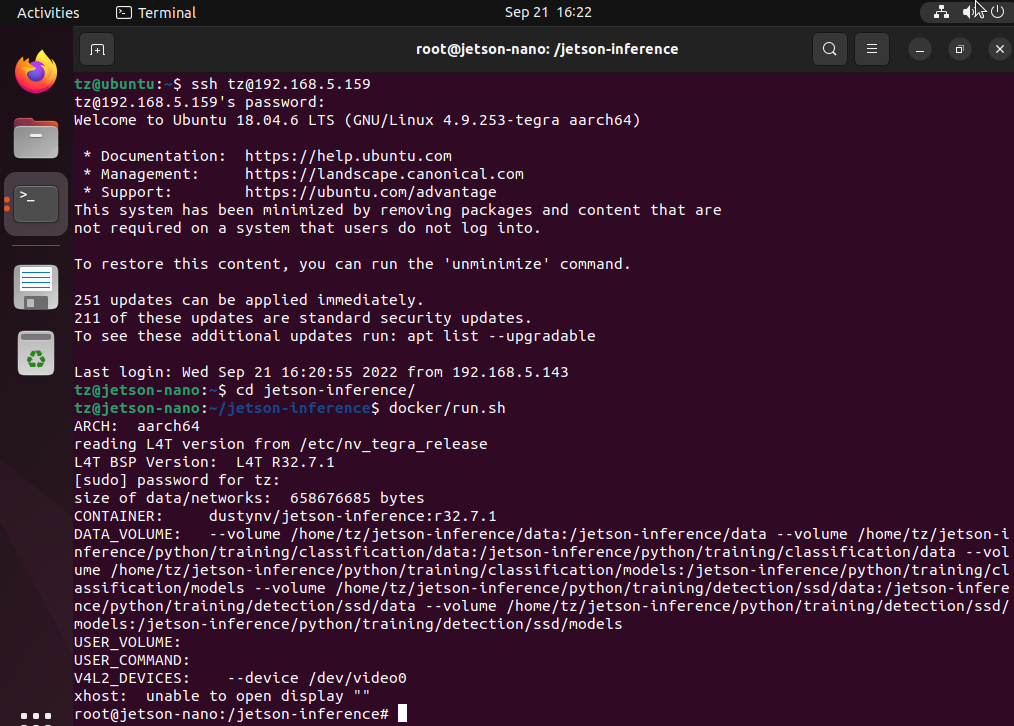 Activities
Terminal
Sep 21 16:22
root@jetson-nano: /jetson-inference
tz@ubuntu:~$ ssh tz@192.168.5.159
tz@192.168.5.159's password:
Welcome to Ubuntu 18.04.6 LTS (GNU/Linux 4.9.253-tegra aarch64)
* Documentation:  https://help.ubuntu.com
* Management:     https://landscape.canonical.com
* Support:        https://ubuntu.com/advantage
This system has been minimized by removing packages and content that are
not required on a system that users do not log into.
To restore this content, you can run the 'unminimize' command.
251 updates can be applied immediately.
211 of these updates are standard security updates.
To see these additional updates run: apt list --upgradable
Last login: Wed Sep 21 16:20:55 2022 from 192.168.5.143
tz@jetson-nano:~$ cd jetson-inference/
tz@jetson-nano:~/jetson-inference$ docker/run.sh
ARCH:  aarch64
reading L4T version from /etc/nv_tegra_release
L4T BSP Version:  L4T R32.7.1
[sudo] password for tz:
size of data/networks:  658676685 bytes
CONTAINER:     dustynv/jetson-inference:r32.7.1
DATA_VOLUME:   --volume /home/tz/jetson-inference/data:/jetson-inference/data --volume /home/tz/jetson-i
nference/python/training/classification/data:/jetson-inference/python/training/classification/data --vol
ume /home/tz/jetson-inference/python/training/classification/models:/jetson-inference/python/training/cl
assification/models --volume /home/tz/jetson-inference/python/training/detection/ssd/data:/jetson-infere
nce/python/training/detection/ssd/data --volume /home/tz/jetson-inference/python/training/detection/ssd/
models:/jetson-inference/python/training/detection/ssd/models
USER_VOLUME:
USER_COMMAND:
V4L2_DEVICES:    --device /dev/video0
xhost:  unable to open display ""
root@jetson-nano:/jetson-inference#